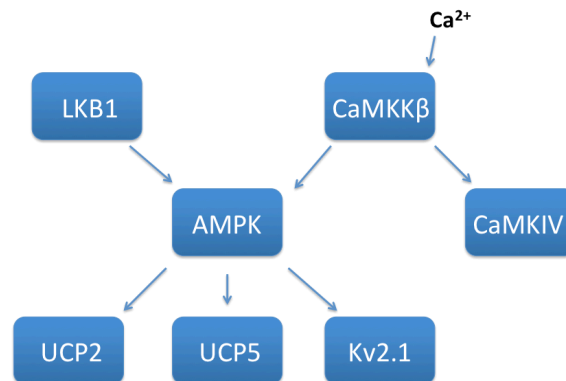 Ca²⁺
LKB1
CaMKKβ
AMPK
CaMKIV
UCP2
UCP5
Kv2.1